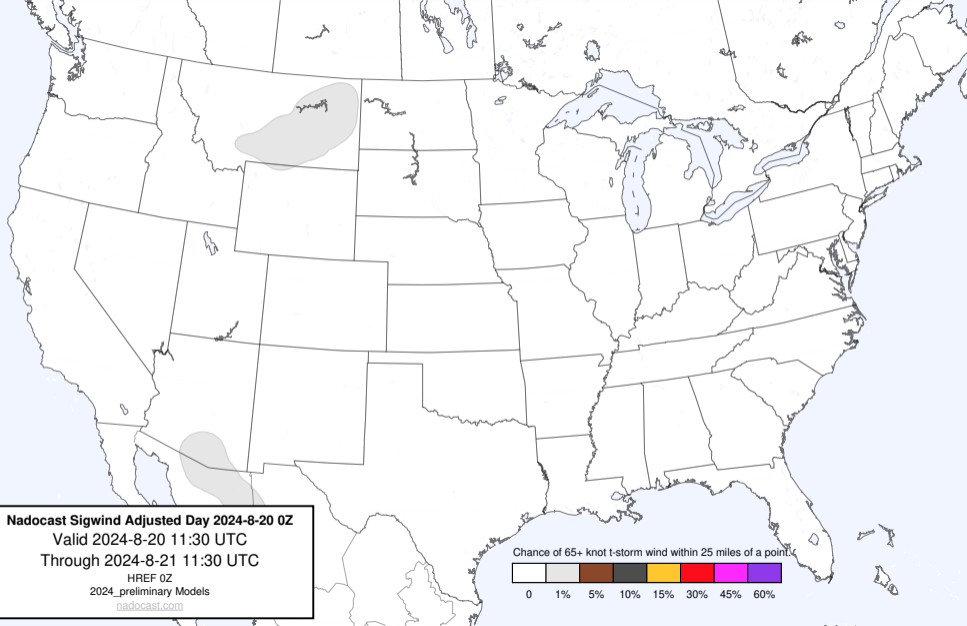 Nadocast Sigwind Adjusted Day 2024-8-20 0Z
Valid 2024-8-20 11:30 UTC
Through 2024-8-21 11:30 UTC
HREF 0Z
2024_preliminary Models
nadocast.com
Chance of 65+ knot t-storm wind within 25 miles of a point.
0 1% 5% 10% 15% 30% 45% 60%